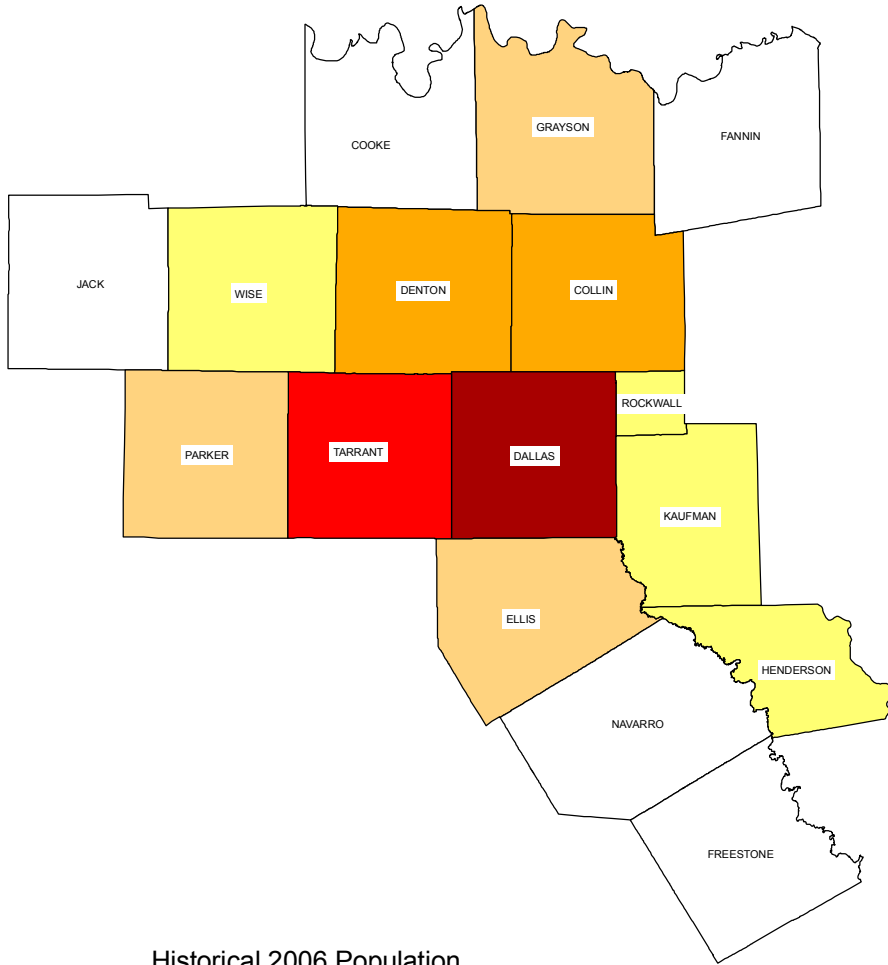 GRAYSON
FANNIN
COOKE
JACK
WISE
DENTON
COLLIN
ROCKWALL
PARKER
TARRANT
DALLAS
KAUFMAN
ELLIS
HENDERSON
NAVARRO
FREESTONE
Historical 2006 Population